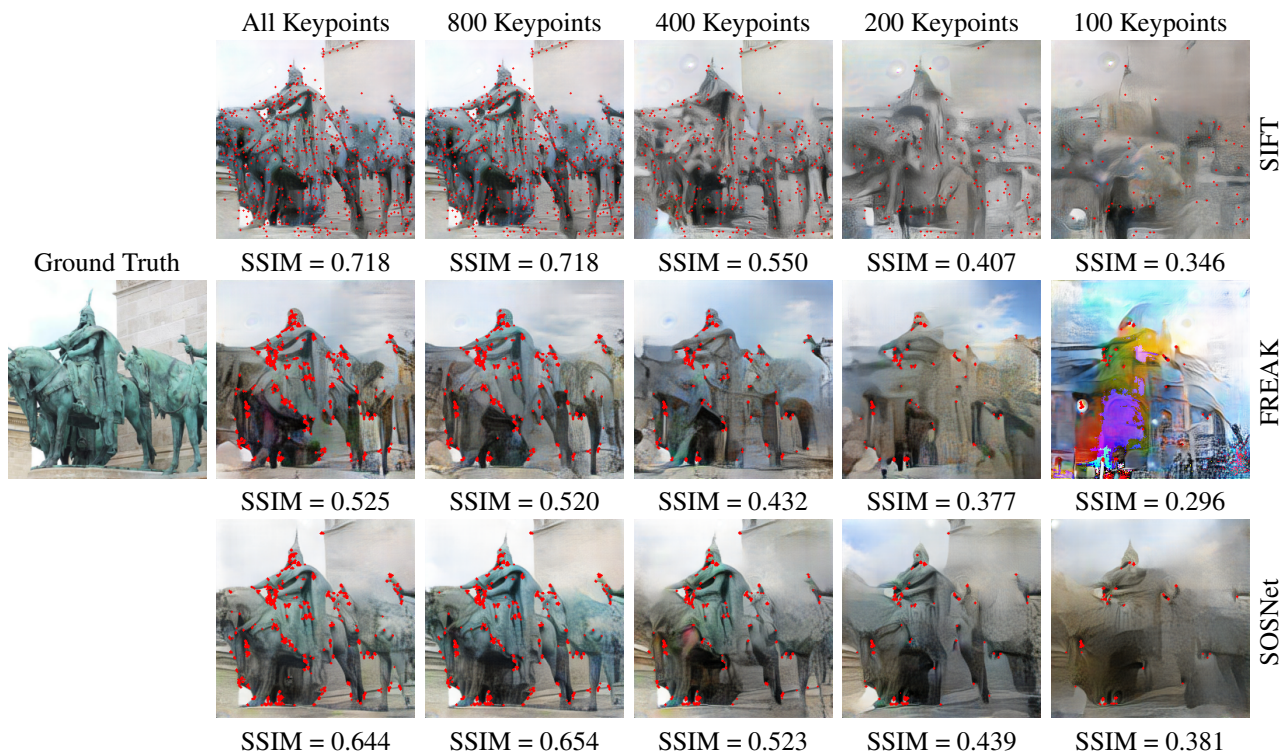 All Keypoints 800 Keypoints 400 Keypoints 200 Keypoints 100 Keypoints
SIFT
SSIM = 0.718 SSIM = 0.718 SSIM = 0.550 SSIM = 0.407 SSIM = 0.346
Ground Truth
FREAK
SSIM = 0.525 SSIM = 0.520 SSIM = 0.432 SSIM = 0.377 SSIM = 0.296
SOSNet
SSIM = 0.644 SSIM = 0.654 SSIM = 0.523 SSIM = 0.439 SSIM = 0.381